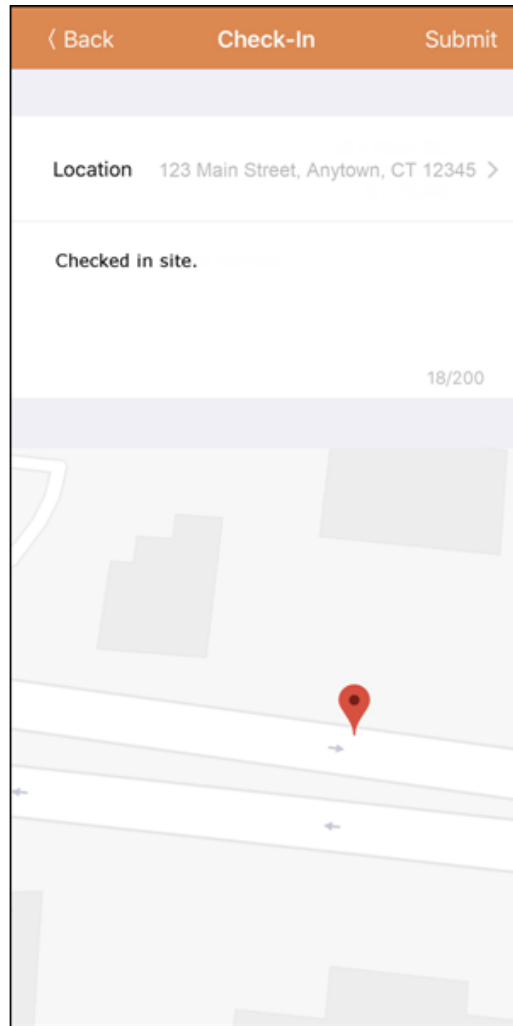 〈 Back Check-In Submit
Location 123 Main Street, Anytown, CT 12345 >
Checked in site.
18/200